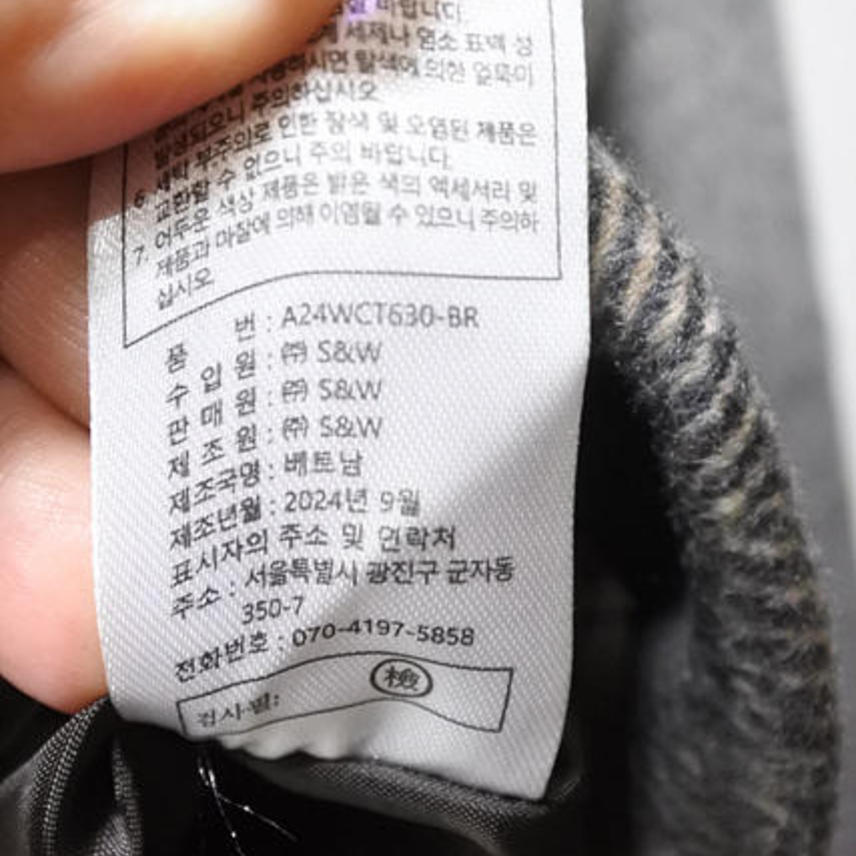 바랍니다.
세제나 염소 표백 성
사용하시면 탈색에 의한 얼룩이
발생되오니 주의하십시오
6. 세탁 부주의로 인한 장색 및 오염된 제품은
교환할 수 없으니 주의 바랍니다.
7. 어두운 색상 제품은 밝은 색의 액세서리 및
제품과 마찰에 의해 이염될 수 있으니 주의하
십시오
품 번 : A24WCT630-BR
수 입 원 : ㈜ S&W
판 매 원 : ㈜ S&W
제 조 원 : ㈜ S&W
제조국명 : 베트남
제조년월 : 2024년 9월
표시자의 주소 및 연락처
주소 : 서울특별시 광진구 군자동
350-7
전화번호 : 070-4197-5858
검사필: 檢